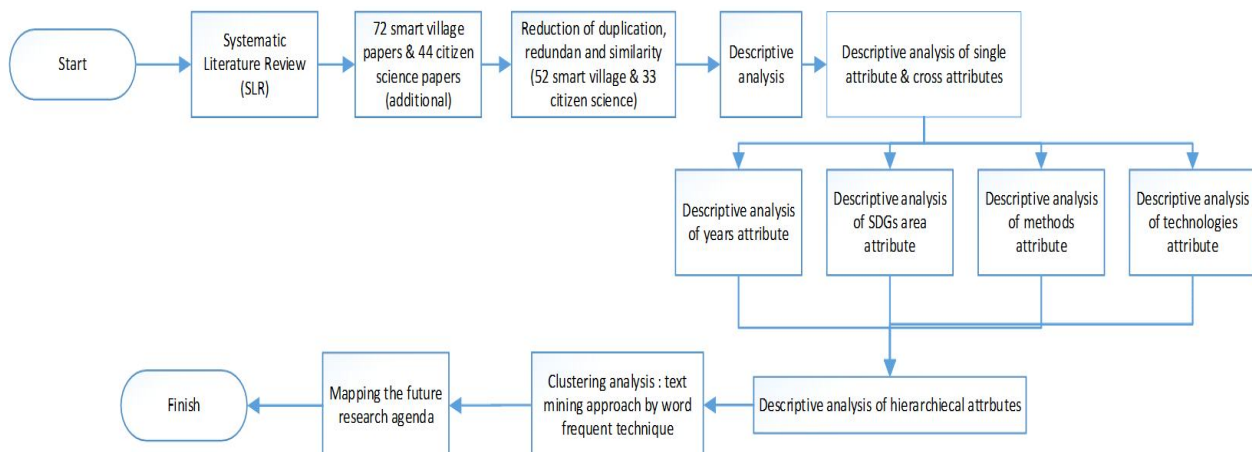 Start
Systematic
Literature Review
(SLR)
72 smart village
papers & 44 citizen
science papers
(additional)
Reduction of duplication,
redundan and similarity
(52 smart village & 33
citizen science)
Descriptive
analysis
Descriptive analysis of single
attribute & cross attributes
Descriptive analysis
of years attribute
Descriptive analysis
of SDGs area
attribute
Descriptive analysis
of methods
attribute
Descriptive analysis
of technologies
attribute
Descriptive analysis of hierarchiecal attrbutes
Clustering analysis : text
mining approach by word
frequent technique
Mapping the future
research agenda
Finish